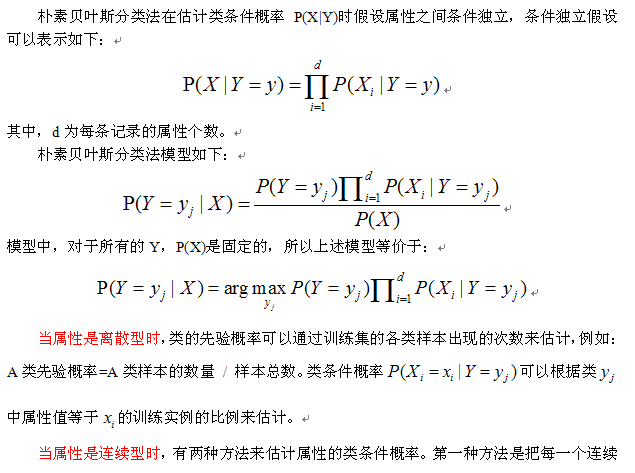 朴素贝叶斯分类法在估计类条件概率 P(X|Y)时假设属性之间条件独立，条件独立假设
可以表示如下：
P(X | Y = y) = ∏_{i=1}^{d} P(X_i | Y = y)
其中，d 为每条记录的属性个数。
朴素贝叶斯分类法模型如下：
P(Y = y_j | X) = \frac{P(Y = y_j)∏_{i=1}^{d} P(X_i | Y = y_j)}{P(X)}
模型中，对于所有的 Y，P(X)是固定的，所以上述模型等价于：
P(Y = y_j | X) = arg max_{y_j} P(Y = y_j)∏_{i=1}^{d} P(X_i | Y = y_j)
当属性是离散型时,类的先验概率可以通过训练集的各类样本出现的次数来估计，例如：
A 类先验概率=A 类样本的数量 / 样本总数。类条件概率 P(X_i = x_i | Y = y_j) 可以根据类 y_j
中属性值等于 x_i 的训练实例的比例来估计。
当属性是连续型时，有两种方法来估计属性的类条件概率。第一种方法是把每一个连续